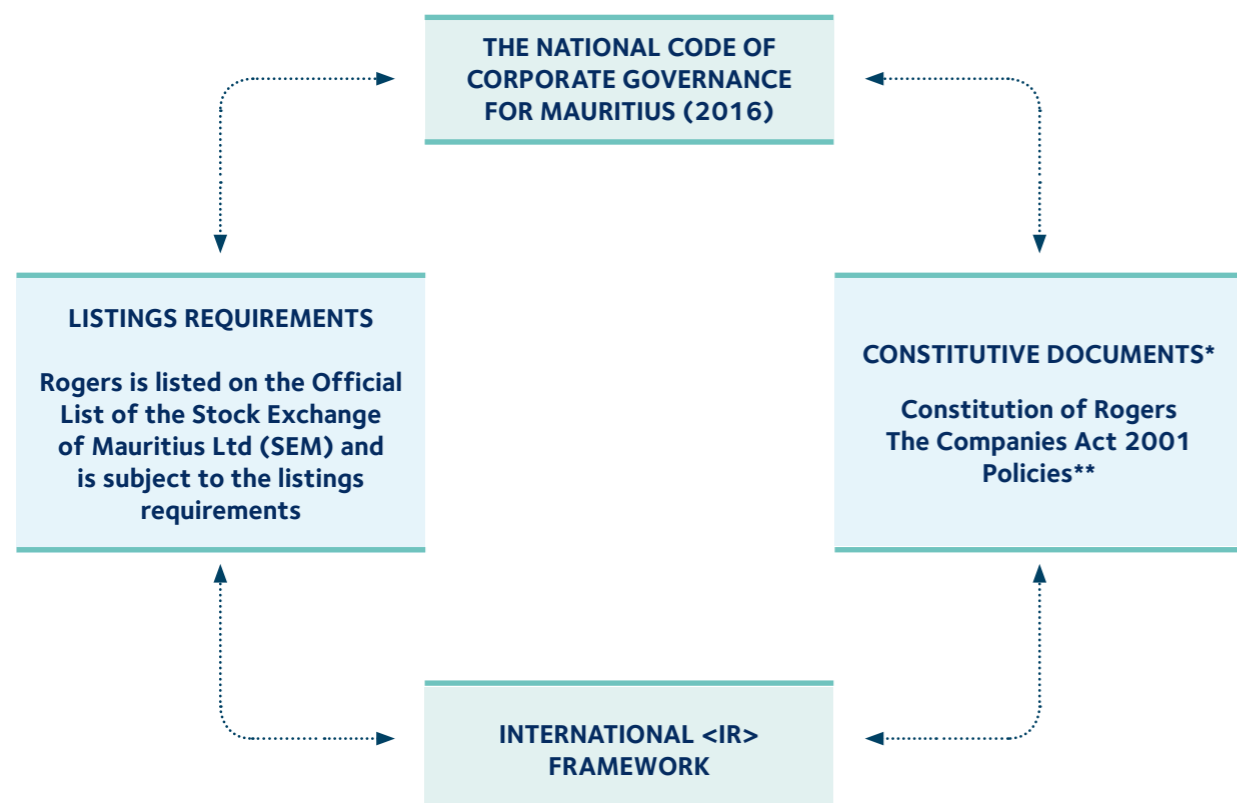 THE NATIONAL CODE OF
CORPORATE GOVERNANCE
FOR MAURITIUS (2016)
LISTINGS REQUIREMENTS
Rogers is listed on the Official
List of the Stock Exchange
of Mauritius Ltd (SEM) and
is subject to the listings
requirements
CONSTITUTIVE DOCUMENTS*
Constitution of Rogers
The Companies Act 2001
Policies**
INTERNATIONAL <IR>
FRAMEWORK